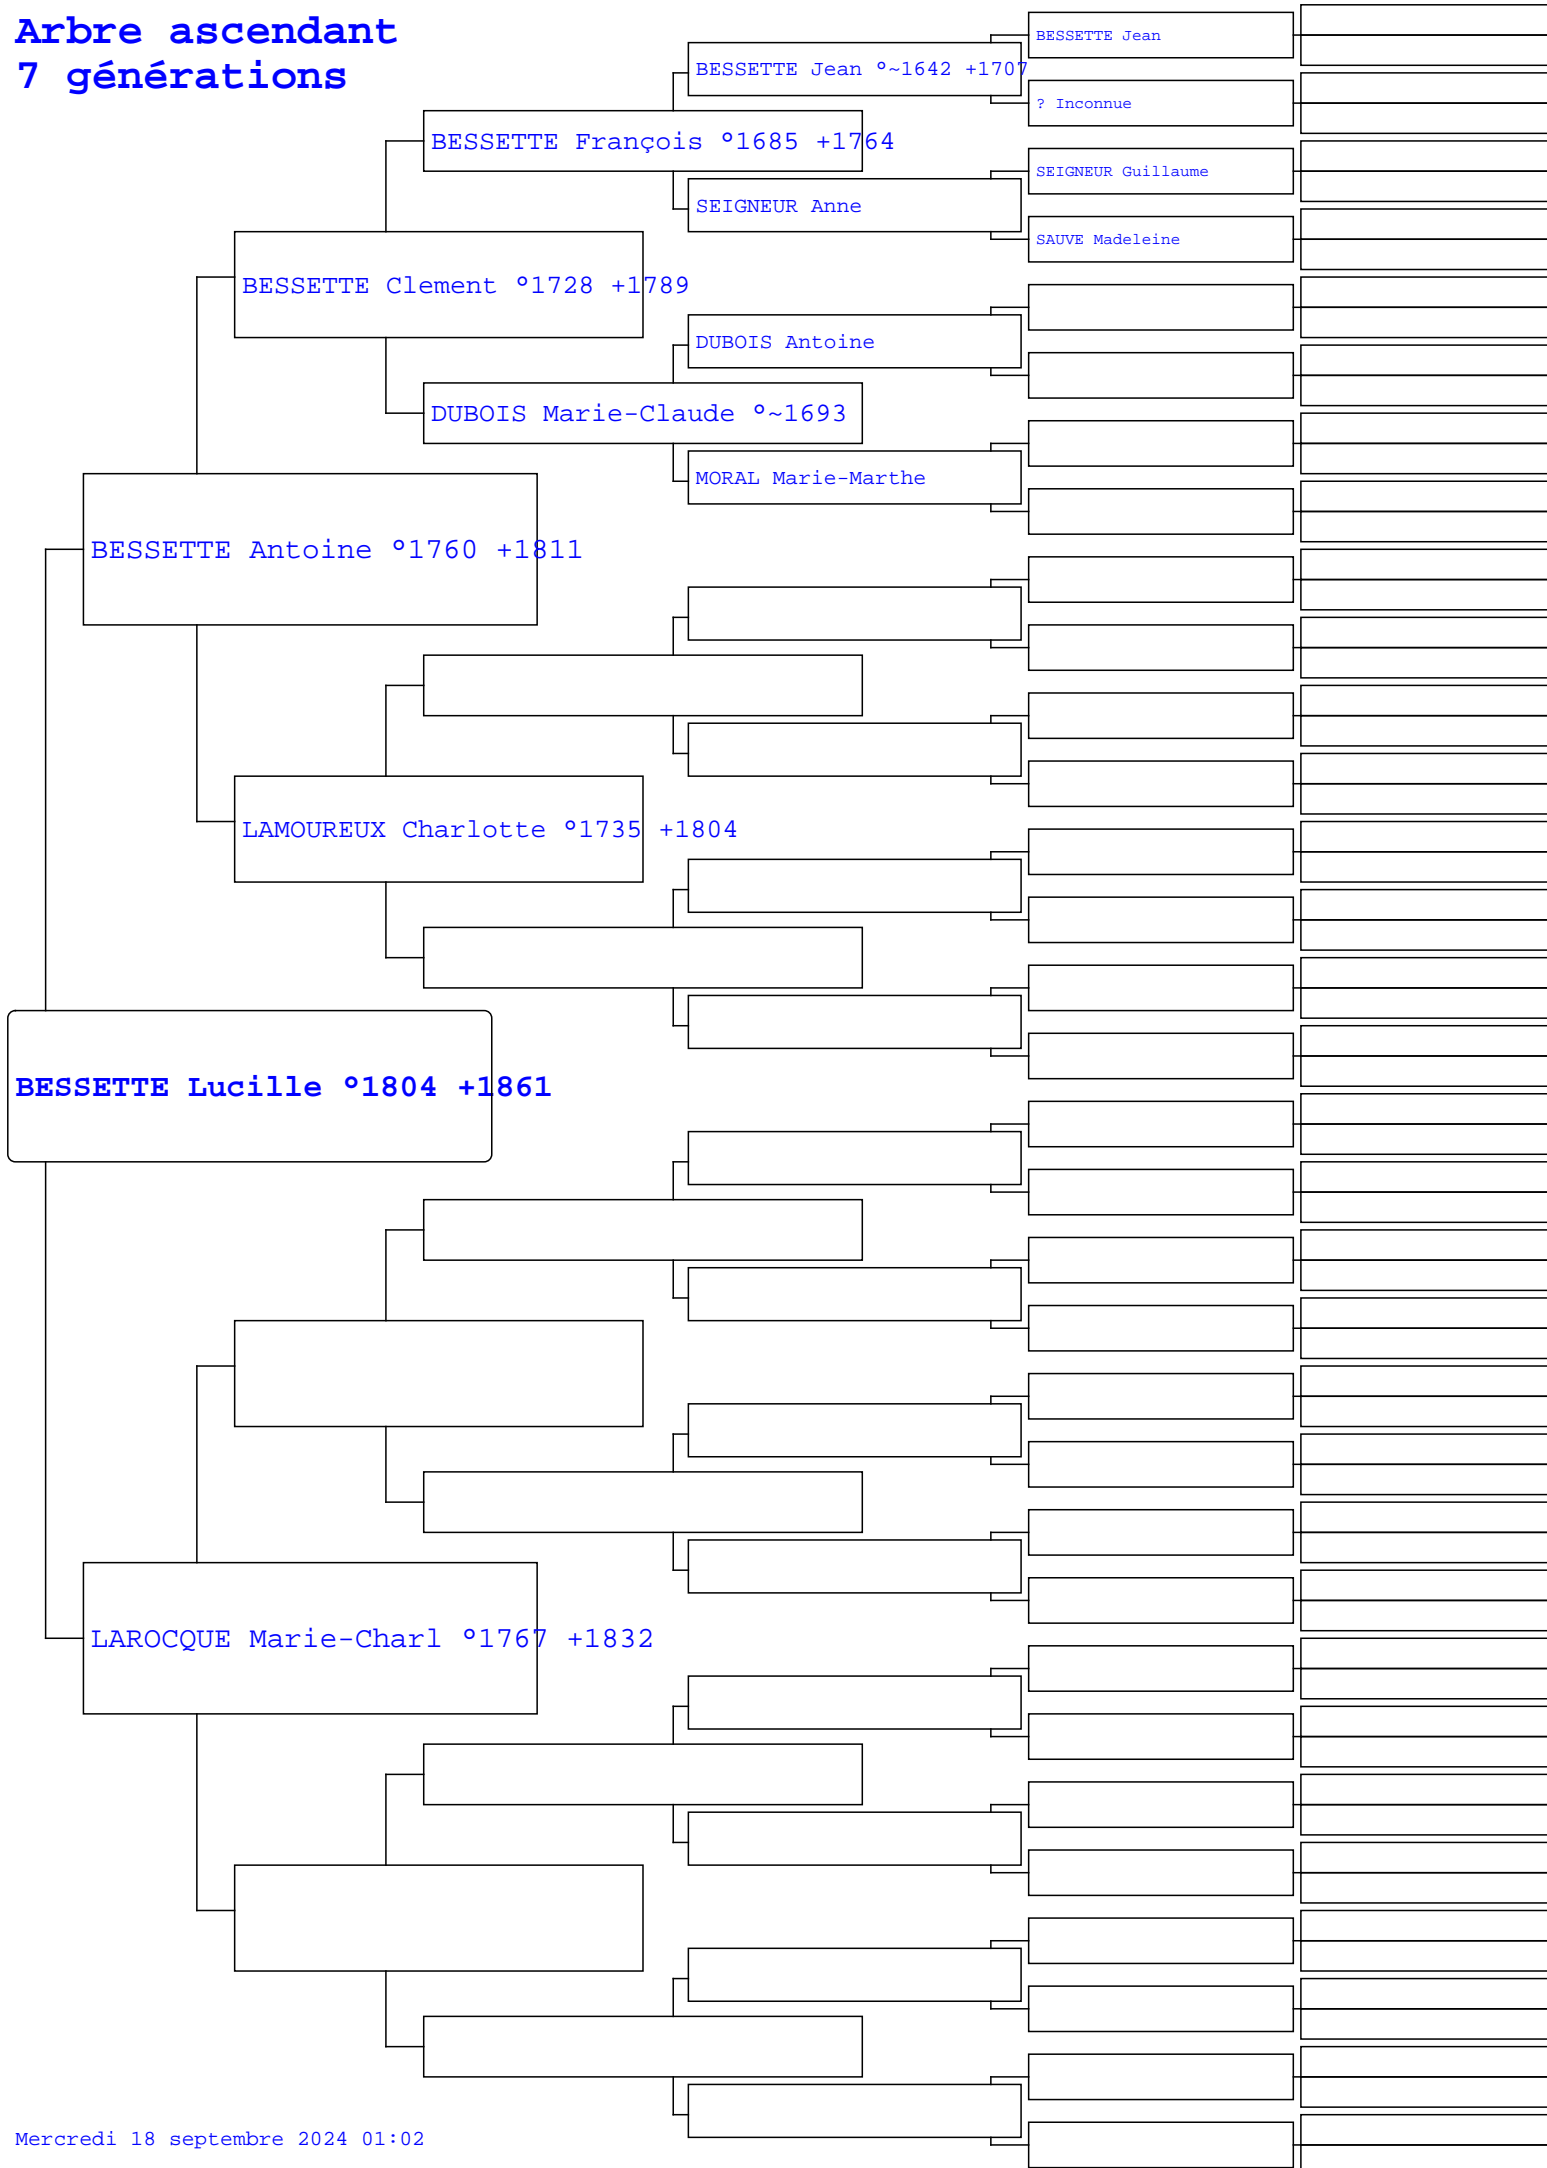 Arbre ascendant
7 générations
BESSETTE Jean
BESSETTE Jean °~1642 +1707
? Inconnue
BESSETTE François °1685 +1764
SEIGNEUR Guillaume
SEIGNEUR Anne
SAUVE Madeleine
BESSETTE Clement °1728 +1789
DUBOIS Antoine
DUBOIS Marie-Claude °~1693
MORAL Marie-Marthe
BESSETTE Antoine °1760 +1811
LAMOUREUX Charlotte °1735 +1804
BESSETTE Lucille °1804 +1861
LAROCQUE Marie-Charl °1767 +1832
Mercredi 18 septembre 2024 01:02